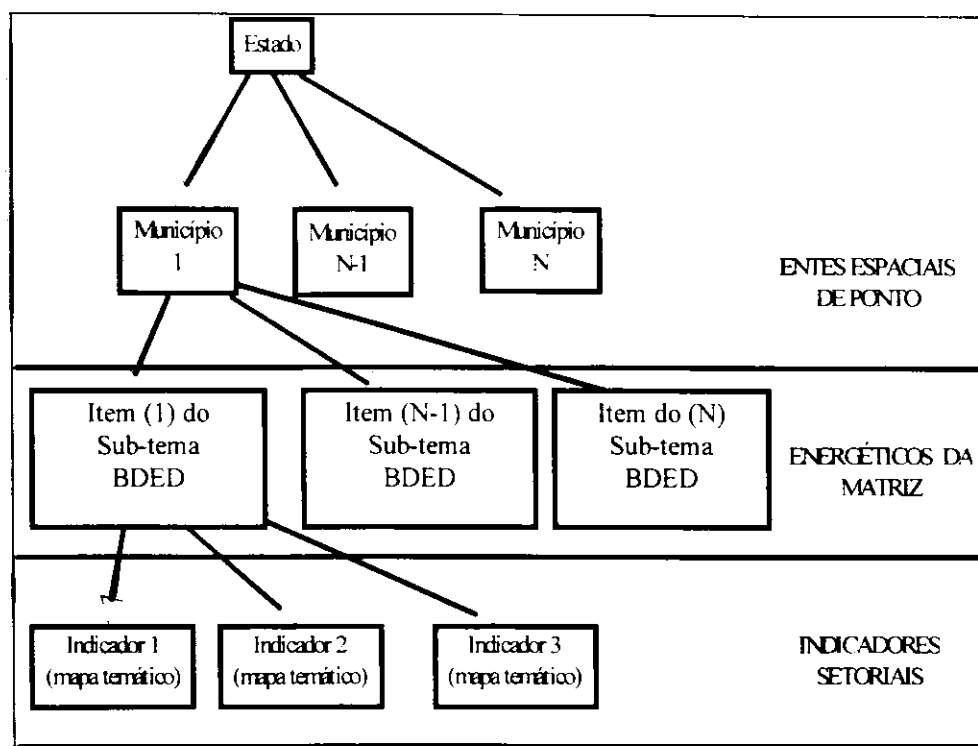 Estado
Município
1
Município
N-1
Município
N
ENTES ESPACIAIS
DE PONTO
Item (1) do
Sub-tema
BDED
Item (N-1) do
Sub-tema
BDED
Item do (N)
Sub-tema
BDED
ENERGÉTICOS DA
MATRIZ
Indicador 1
(mapa temático)
Indicador 2
(mapa temático)
Indicador 3
(mapa temático)
INDICADORES
SETORIAIS